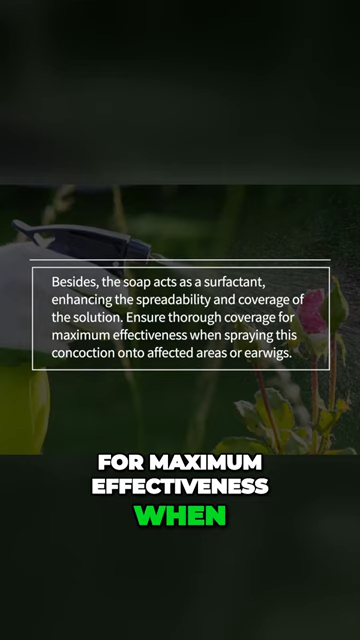 Besides, the soap acts as a surfactant,
enhancing the spreadability and coverage of
the solution. Ensure thorough coverage for
maximum effectiveness when spraying this
concoction onto affected areas or earwigs.
FOR MAXIMUM
EFFECTIVENESS
WHEN